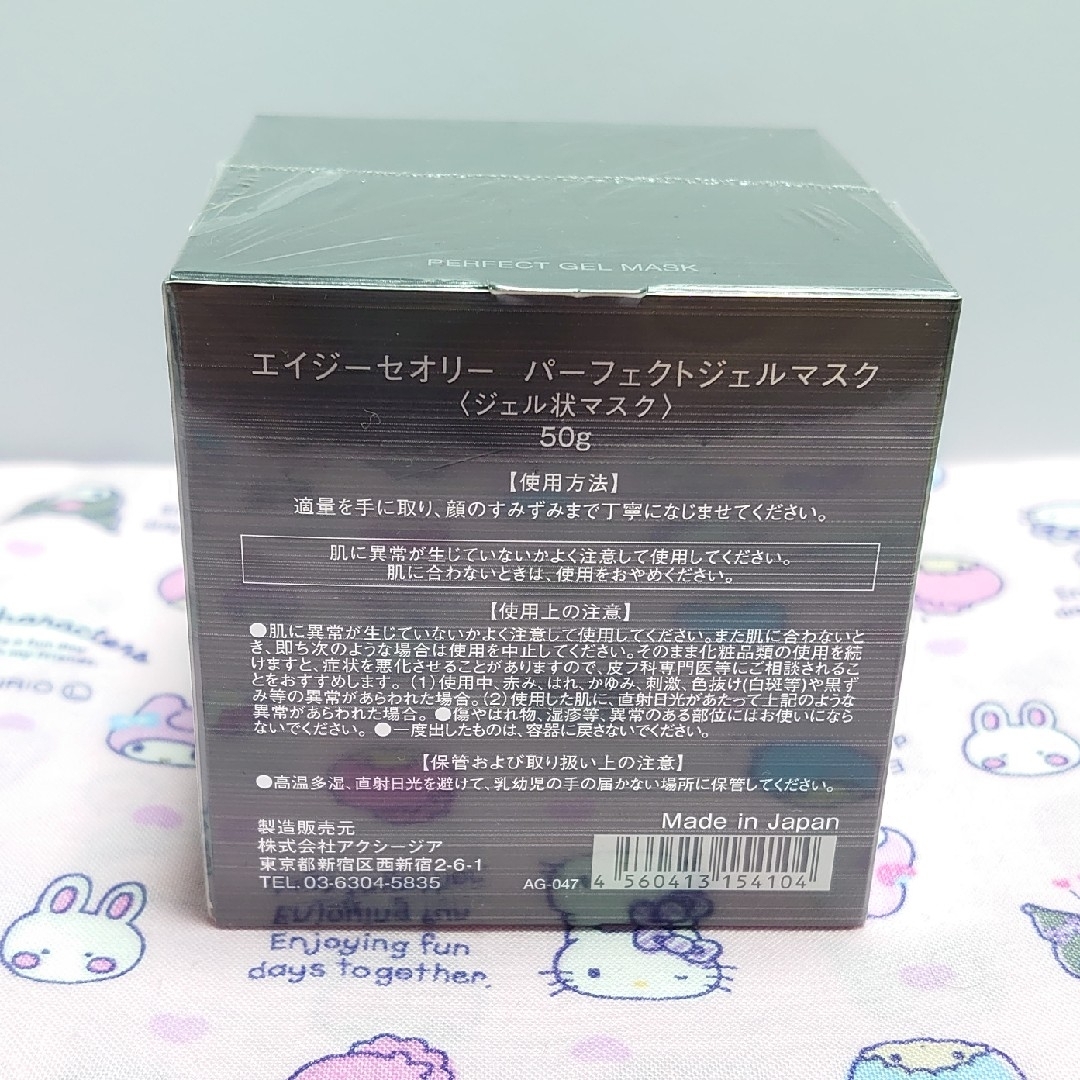 PERFECT GEL MASK
エイジーセオリー パーフェクトジェルマスク
〈ジェル状マスク〉
50g
【使用方法】
適量を手に取り、顔のすみずみまで丁寧になじませてください。
肌に異常が生じていないかよく注意して使用してください。
肌に合わないときは、使用をおやめください。
【使用上の注意】
●肌に異常が生じていないかよく注意して使用してください。また肌に合わないと
き、即ち次のような場合は使用を中止してください。そのまま化粧品類の使用を続
けますと、症状を悪化させることがありますので、皮フ科専門医等にご相談されるこ
とをおすすめします。(1)使用中、赤み、はれ、かゆみ、刺激、色抜け(白斑等)や黒ず
み等の異常があらわれた場合。(2)使用した肌に、直射日光があたって上記のような
異常があらわれた場合。●傷やはれ物、湿疹等、異常のある部位にはお使いになら
ないでください。●一度出したものは、容器に戻さないでください。
【保管および取り扱い上の注意】
●高温多湿、直射日光を避けて、乳幼児の手の届かない場所に保管してください。
製造販売元
株式会社アクシージア
東京都新宿区西新宿2-6-1
TEL.03-6304-5835
Made in Japan
AG-047
4 560413 154104
Characters
Enjoying fun
days together.